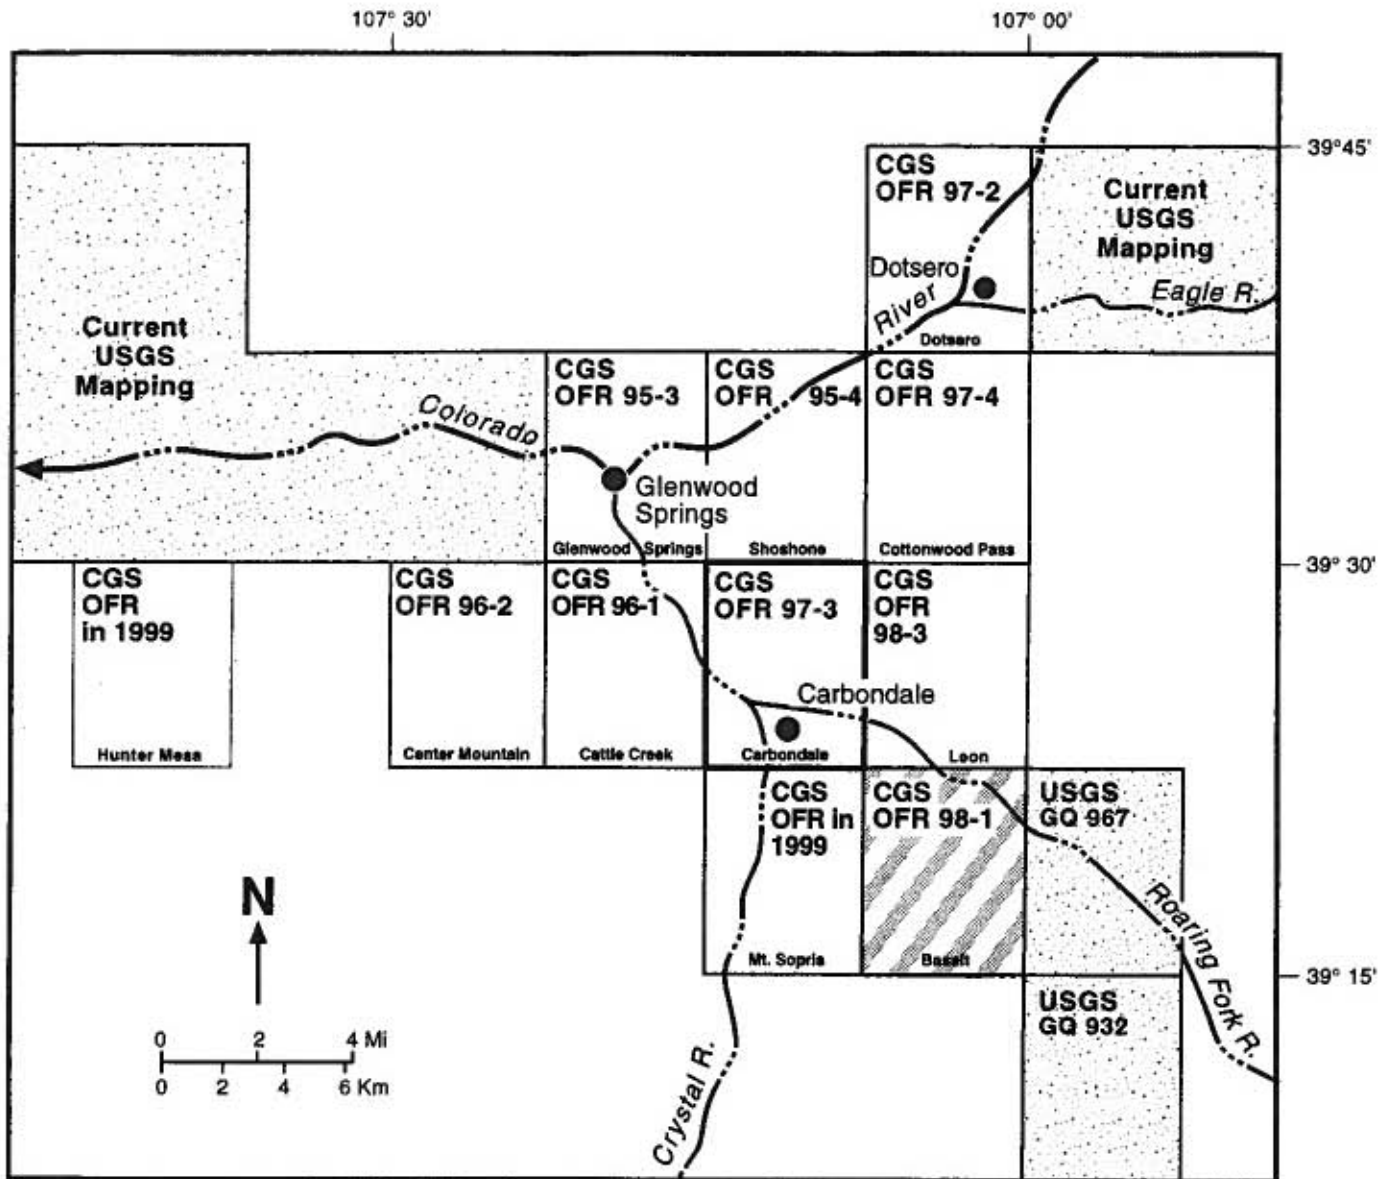 107° 30'
107° 00'
39°45'
CGS
OFR 97-2
Current
USGS
Mapping
Dotsero
Eagle R.
River
Dotsero
Current
USGS
Mapping
CGS
OFR 95-3
CGS
OFR 95-4
CGS
OFR 97-4
Colorado
Glenwood
Springs
Glenwood Springs
Shoshone
Cottonwood Pass
39° 30'
CGS
OFR
in 1999
CGS
OFR 96-2
CGS
OFR 96-1
CGS
OFR 97-3
CGS
OFR
98-3
Carbondale
Hunter Mesa
Center Mountain
Cattle Creek
Carbondale
Leon
CGS
OFR in
1999
CGS
OFR 98-1
USGS
GQ 967
N
Roaring Fork R.
Mt. Sopris
Basalt
39° 15'
USGS
GQ 932
0 2 4 Mi
0 2 4 6 Km
Crystal R.